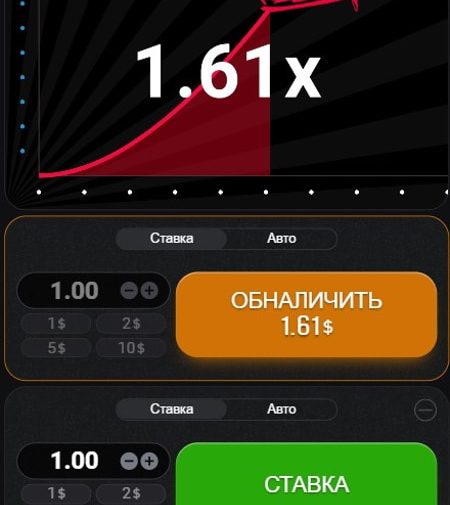 1.61x
Ставка Авто
1.00
ОБНАЛИЧИТЬ
1.61$
1$ 2$
5$ 10$
Ставка Авто
1.00
СТАВКА
1$ 2$